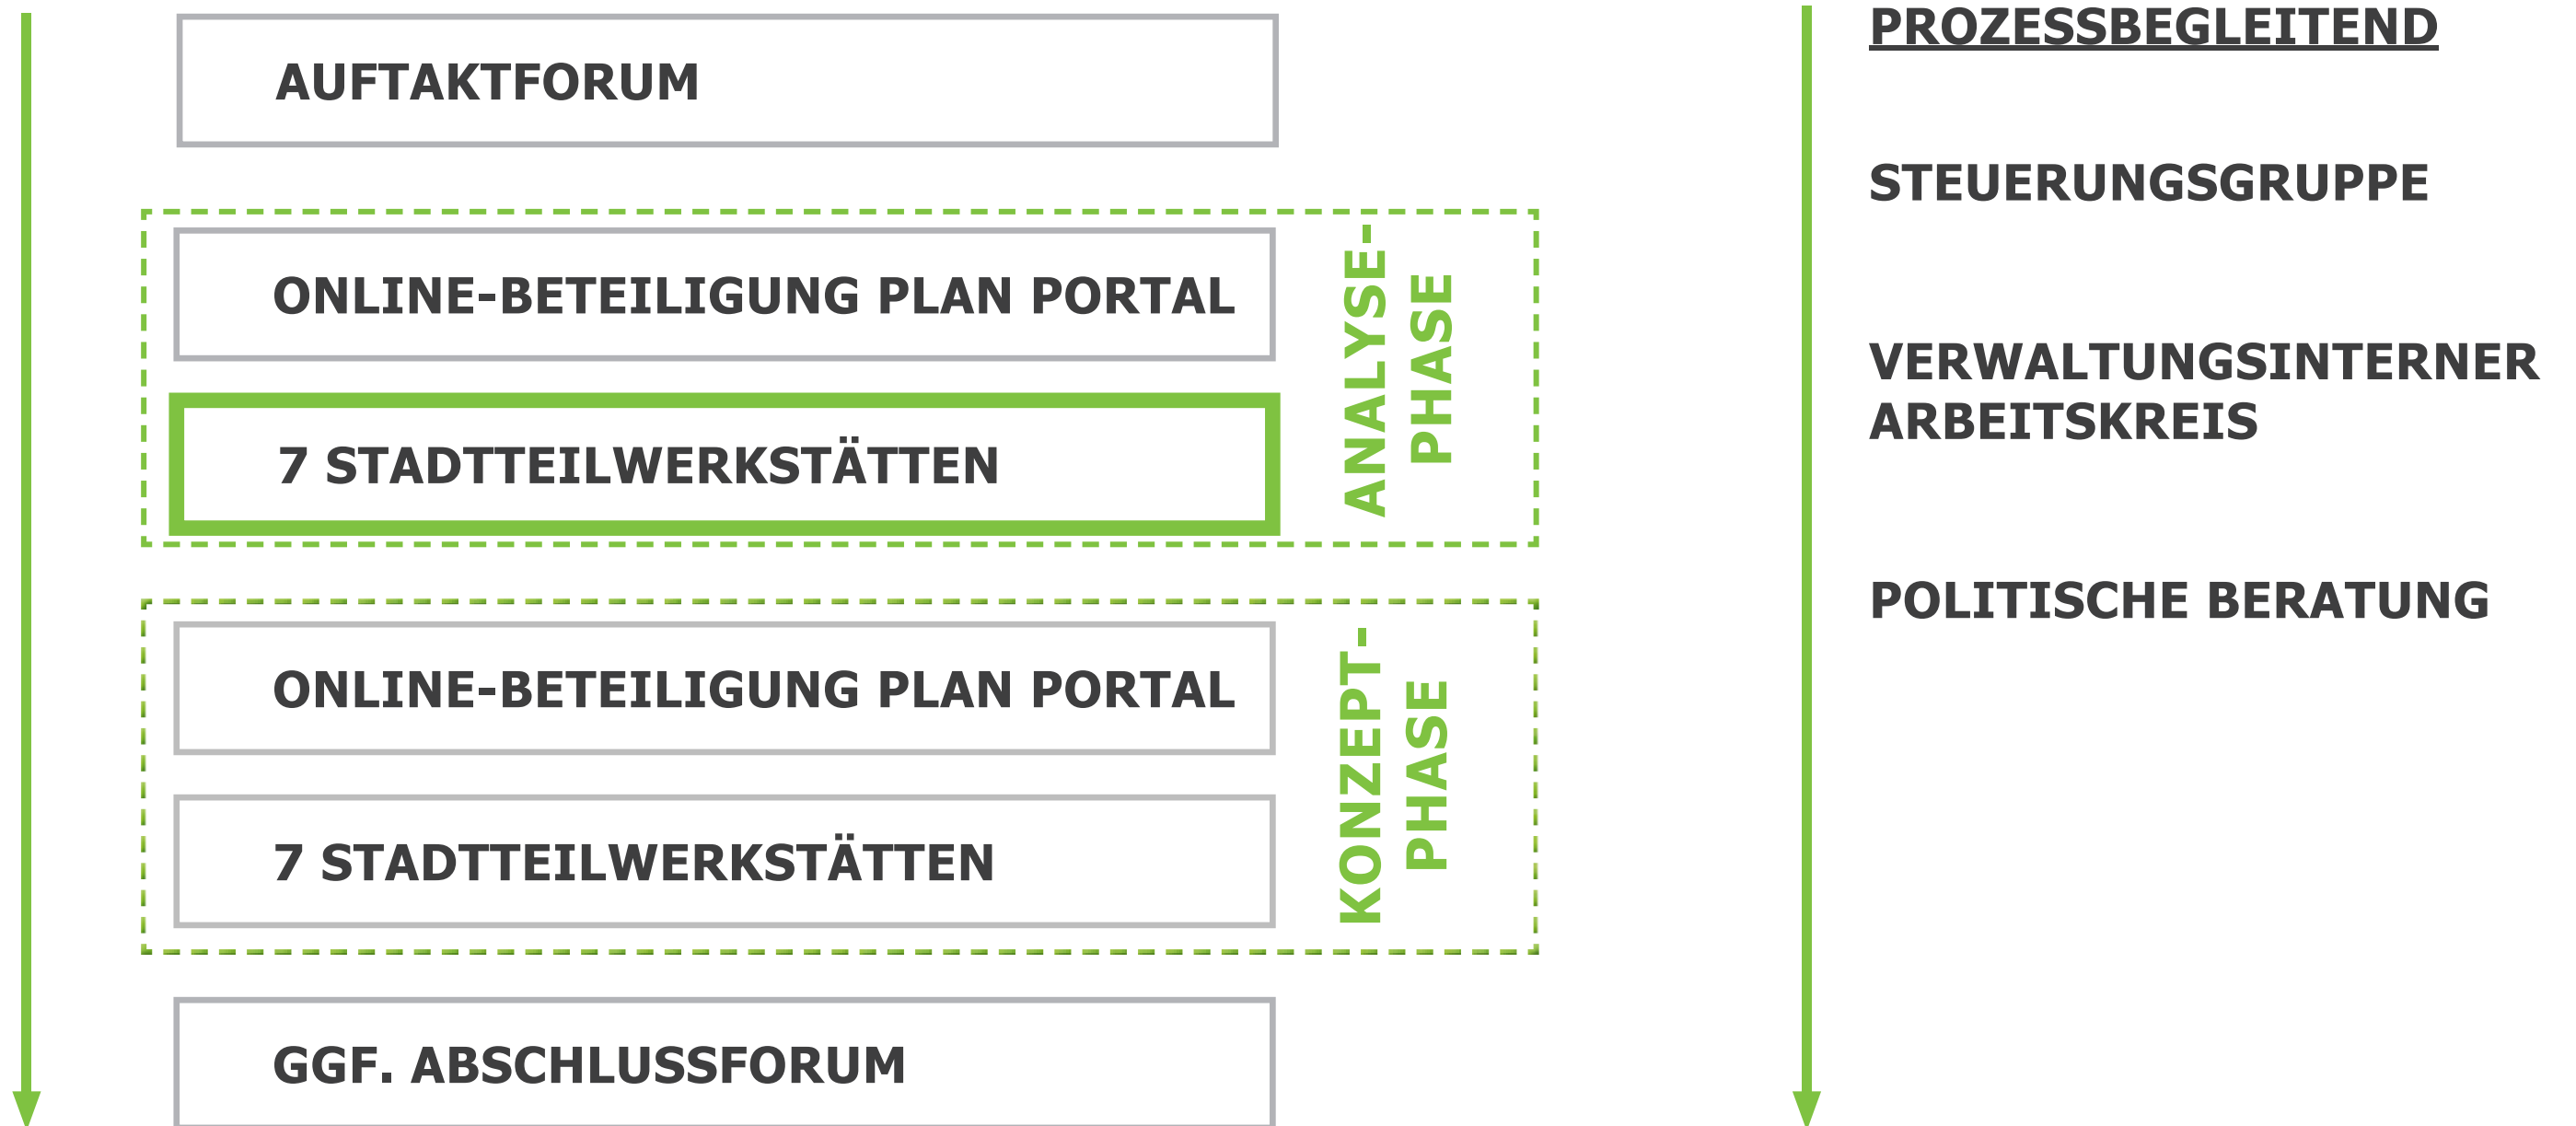 AUFTAKTFORUM
ONLINE-BETEILIGUNG PLAN PORTAL
7 STADTTEILWERKSTÄTTEN
ANALYSE-
PHASE
ONLINE-BETEILIGUNG PLAN PORTAL
7 STADTTEILWERKSTÄTTEN
KONZEPT-
PHASE
GGF. ABSCHLUSSFORUM
PROZESSBEGLEITEND
STEUERUNGSGRUPPE
VERWALTUNGSINTERNER
ARBEITSKREIS
POLITISCHE BERATUNG